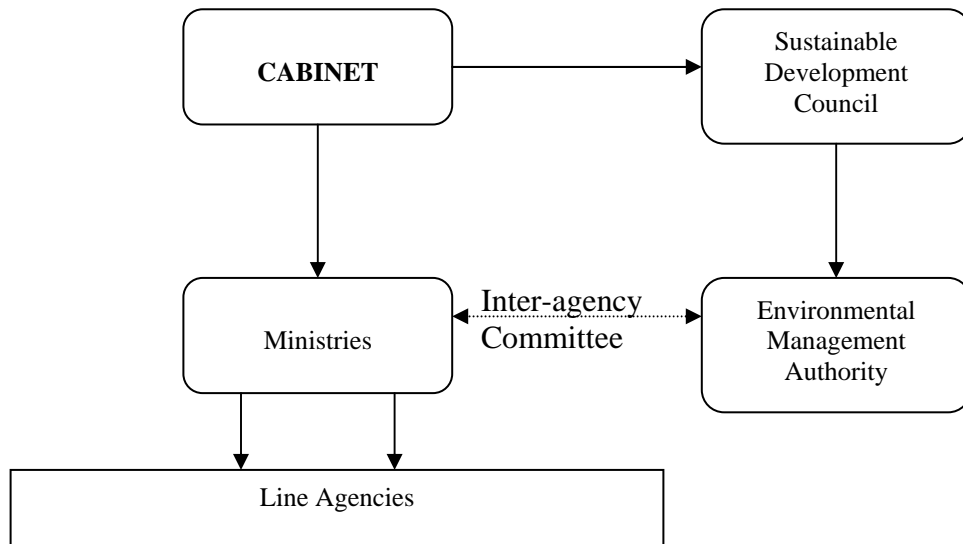 CABINET
Sustainable
Development
Council
Ministries
Inter-agency
Committee
Environmental
Management
Authority
Line Agencies